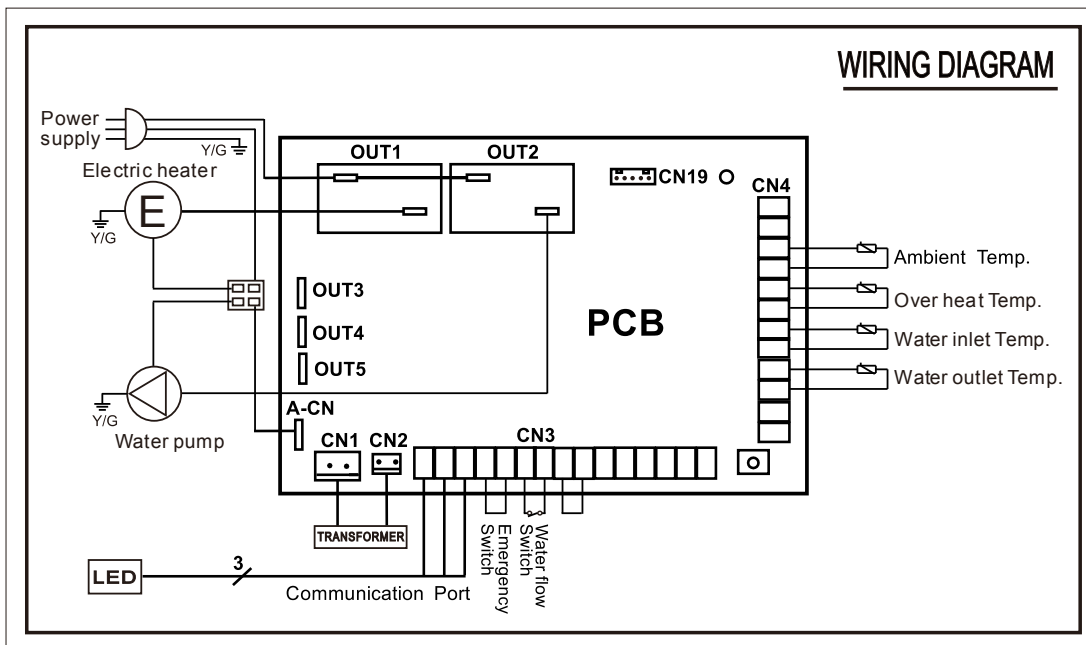 WIRING DIAGRAM
Power
supply
Y/G
Electric heater
E
Y/G
OUT1
OUT2
CN19
CN4
Ambient Temp.
Over heat Temp.
Water inlet Temp.
Water outlet Temp.
OUT3
OUT4
OUT5
PCB
Y/G
Water pump
A-CN
CN1
CN2
CN3
TRANSFORMER
Emergency
Switch
Water flow
Switch
LED
3
Communication Port